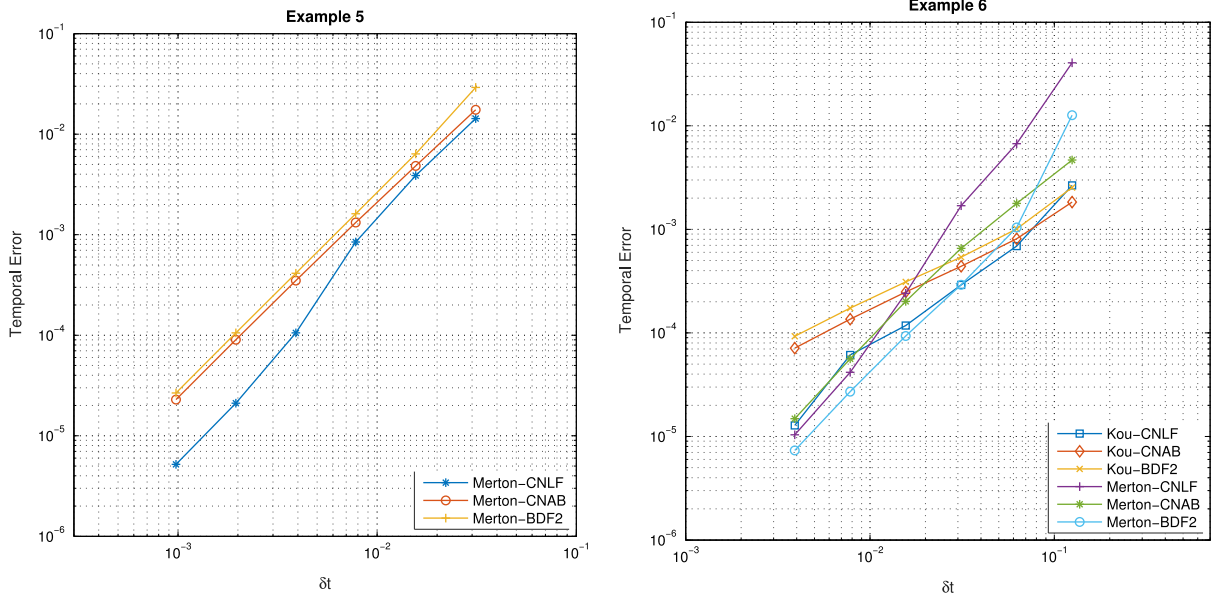 Example 5
Temporal Error
10⁻¹
10⁻²
10⁻³
10⁻⁴
10⁻⁵
10⁻⁶
10⁻³
10⁻²
10⁻¹
δt
Merton-CNLF
Merton-CNAB
Merton-BDF2
Example 6
Temporal Error
10⁻¹
10⁻²
10⁻³
10⁻⁴
10⁻⁵
10⁻⁶
10⁻³
10⁻²
10⁻¹
δt
Kou-CNLF
Kou-CNAB
Kou-BDF2
Merton-CNLF
Merton-CNAB
Merton-BDF2